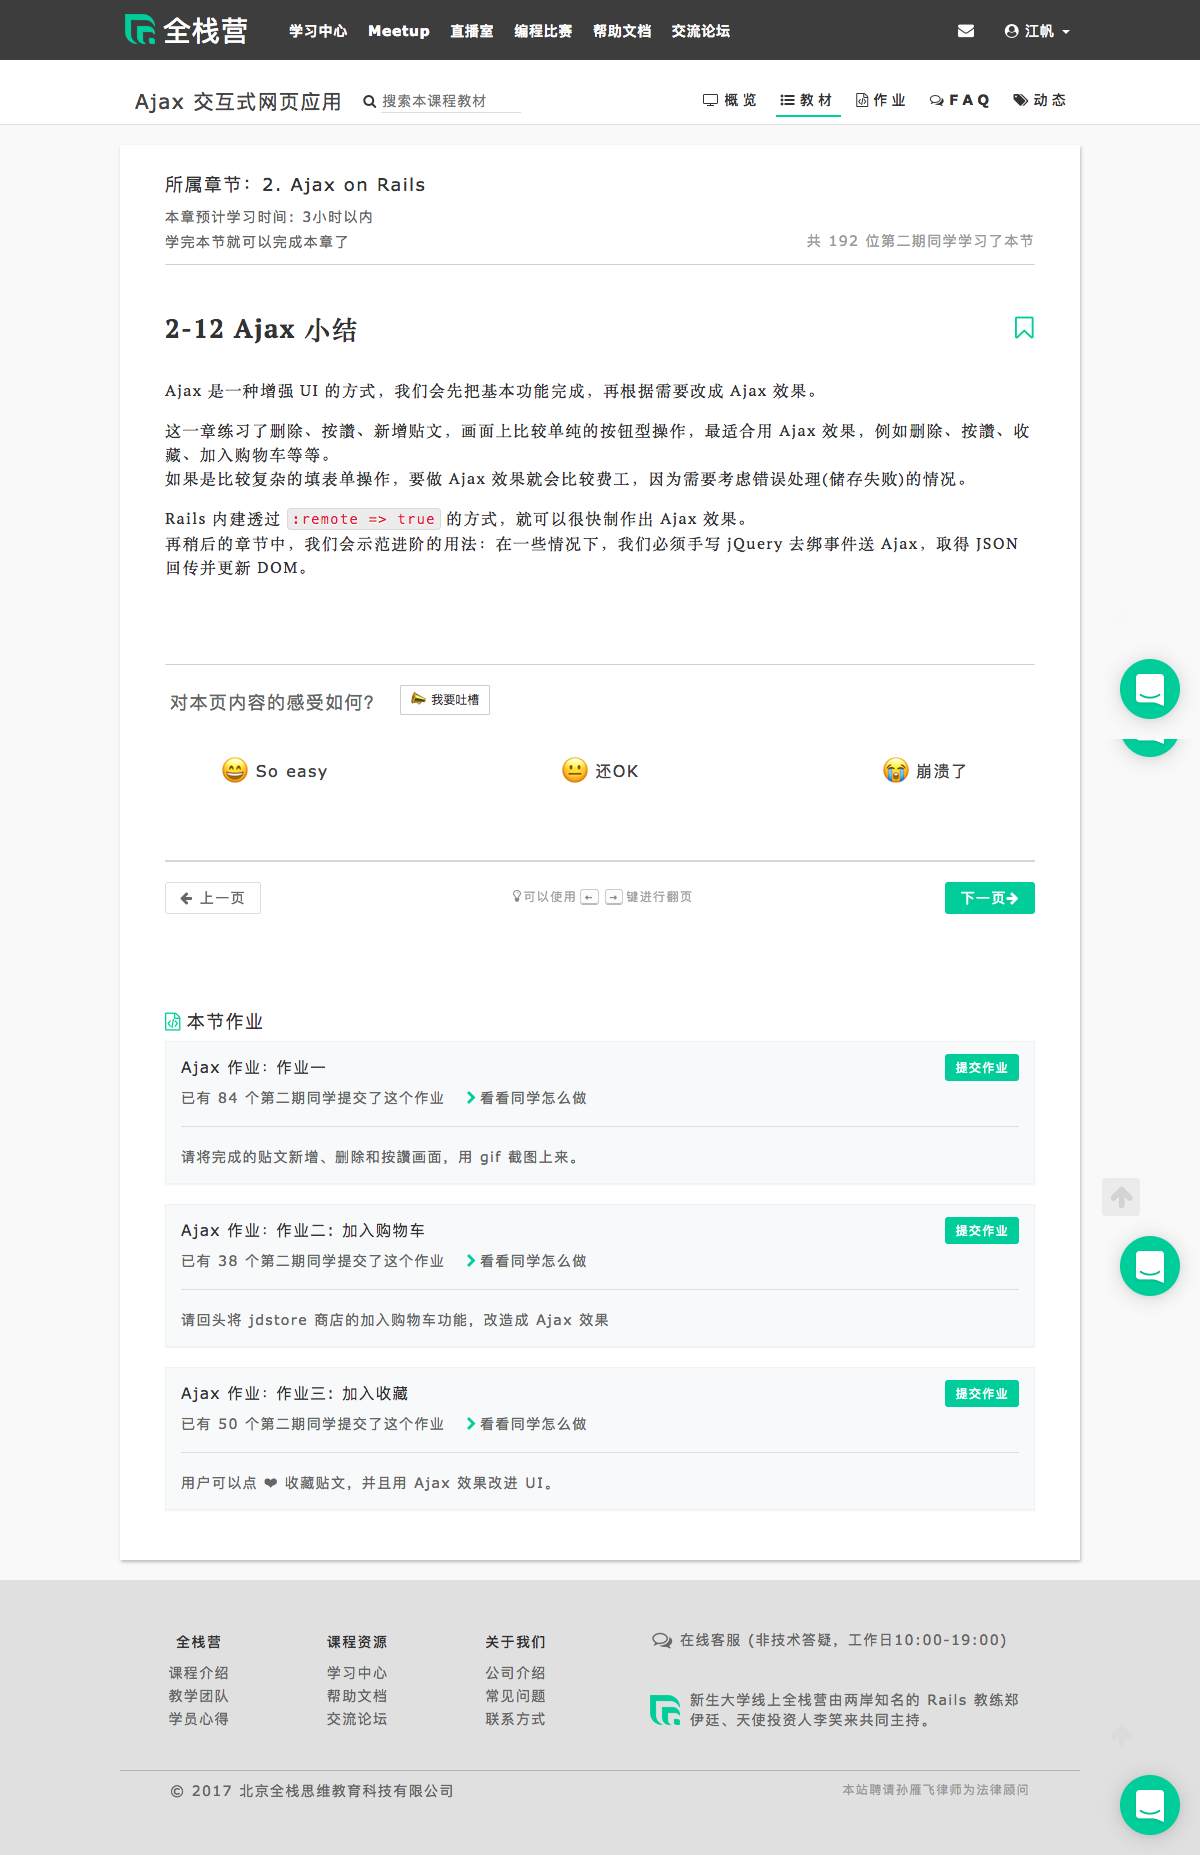 全栈营 学习中心 Meetup 直播室 编程比赛 帮助文档 交流论坛 江帆
Ajax 交互式网页应用 搜索本课程教材 概览 教材 作业 FAQ 动态
所属章节：2. Ajax on Rails
本章预计学习时间：3小时以内
学完本节就可以完成本章了 共 192 位第二期同学学习了本节
2-12 Ajax 小结
Ajax 是一种增强 UI 的方式，我们会先把基本功能完成，再根据需要改成 Ajax 效果。
这一章练习了删除、按讚、新增贴文，画面上比较单纯的按钮型操作，最适合用 Ajax 效果，例如删除、按讚、收
藏、加入购物车等等。
如果是比较复杂的填表单操作，要做 Ajax 效果就会比较费工，因为需要考虑错误处理(储存失败)的情况。
Rails 内建透过 :remote => true 的方式，就可以很快制作出 Ajax 效果。
再稍后的章节中，我们会示范进阶的用法：在一些情况下，我们必须手写 jQuery 去绑事件送 Ajax，取得 JSON
回传并更新 DOM。
对本页内容的感受如何? 我要吐槽
😄 So easy 😐 还OK 😭 崩溃了
← 上一页 可以使用 ← → 键进行翻页 下一页→
本节作业
Ajax 作业：作业一 提交作业
已有 84 个第二期同学提交了这个作业 看看同学怎么做
请将完成的贴文新增、删除和按讚画面，用 gif 截图上来。
Ajax 作业：作业二：加入购物车 提交作业
已有 38 个第二期同学提交了这个作业 看看同学怎么做
请回头将 jdstore 商店的加入购物车功能，改造成 Ajax 效果
Ajax 作业：作业三：加入收藏 提交作业
已有 50 个第二期同学提交了这个作业 看看同学怎么做
用户可以点 ❤ 收藏贴文，并且用 Ajax 效果改进 UI。
全栈营 课程资源 关于我们 在线客服 (非技术答疑，工作日10:00-19:00)
课程介绍 学习中心 公司介绍
教学团队 帮助文档 常见问题
学员心得 交流论坛 联系方式
新生大学线上全栈营由两岸知名的 Rails 教练郑
伊廷、天使投资人李笑来共同主持。
© 2017 北京全栈思维教育科技有限公司 本站聘请孙雁飞律师为法律顾问